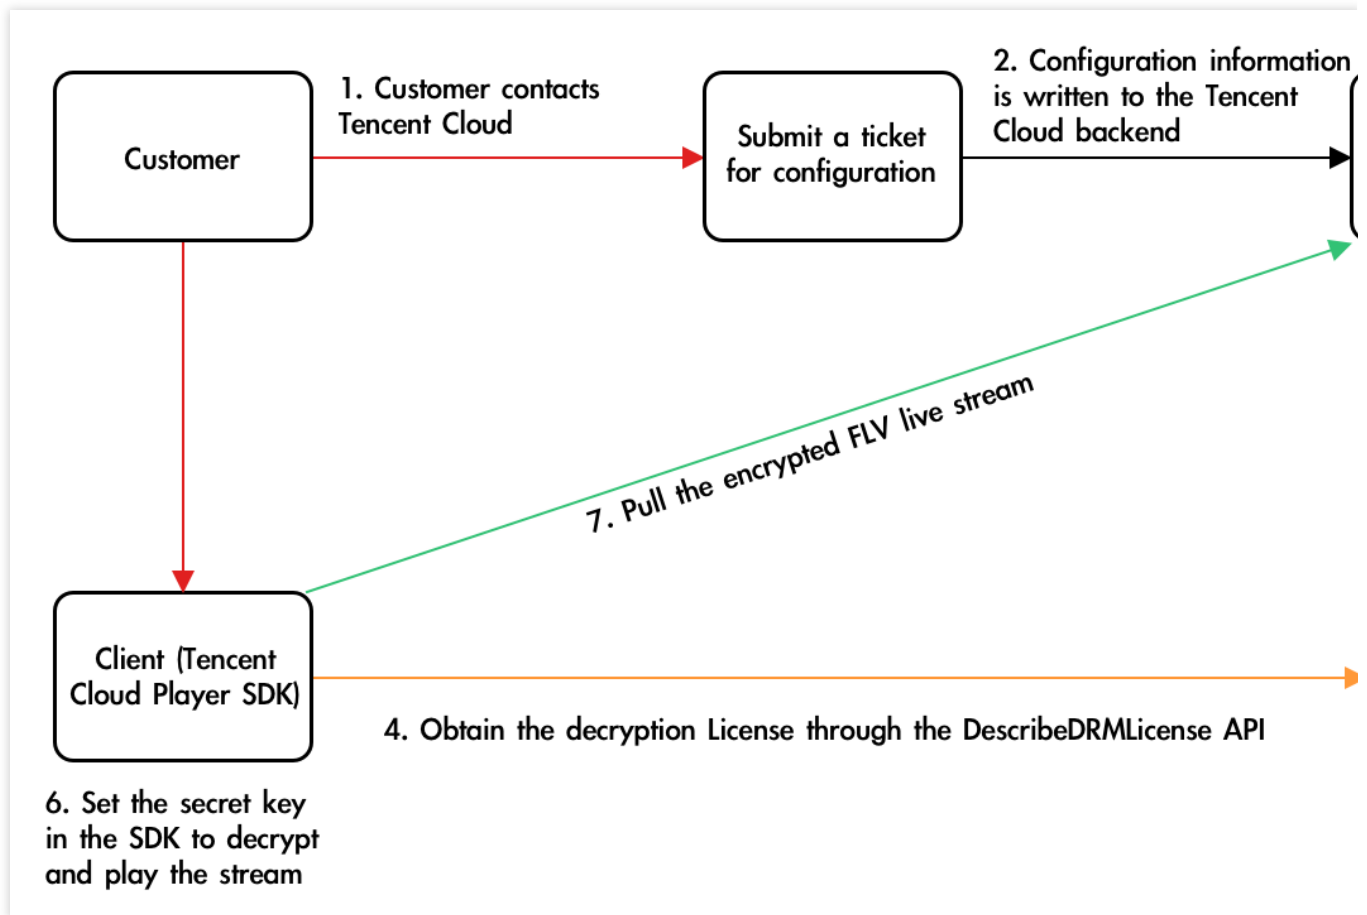 Customer
1. Customer contacts
Tencent Cloud
Submit a ticket
for configuration
2. Configuration information
is written to the Tencent
Cloud backend
7. Pull the encrypted FLV live stream
Client (Tencent
Cloud Player SDK)
4. Obtain the decryption License through the DescribeDRMLicense API
6. Set the secret key
in the SDK to decrypt
and play the stream